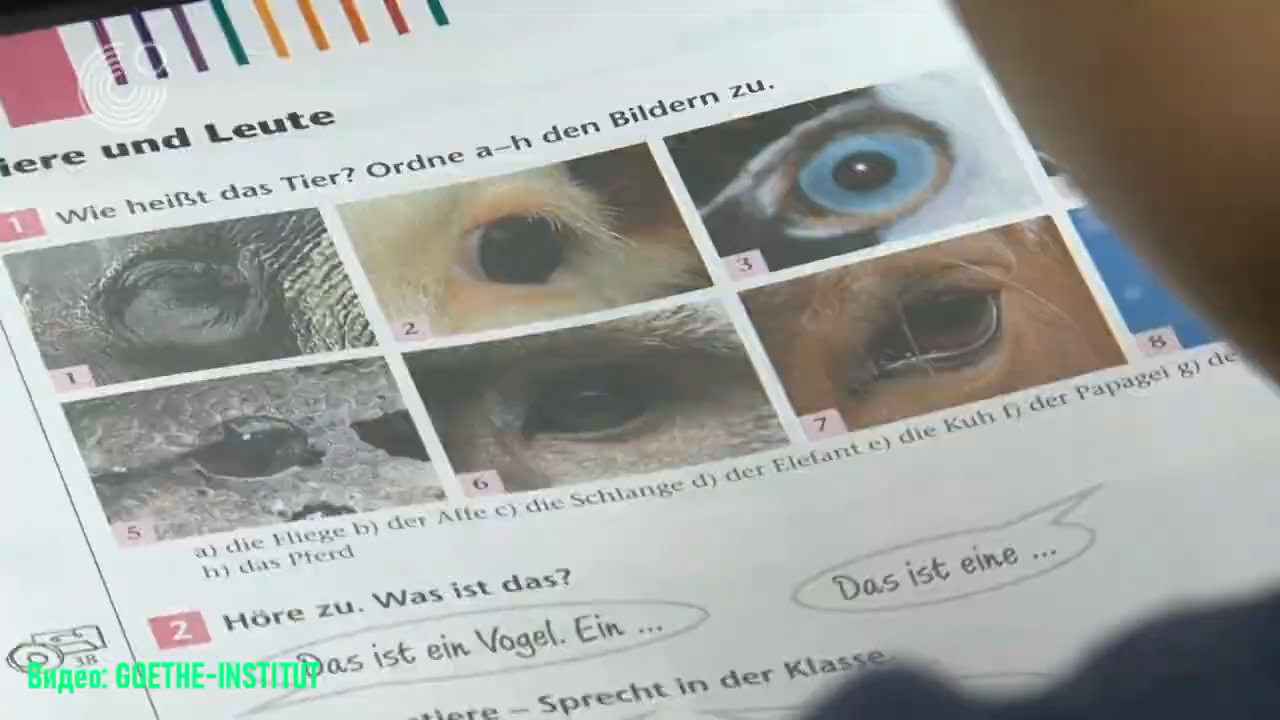 iere und Leute
1 Wie heißt das Tier? Ordne a–h den Bildern zu.
1
2
3
5
6
7
8
a) die Fliege b) der Affe c) die Schlange d) der Elefant e) die Kuh f) der Papagei g) de
h) das Pferd
2 Höre zu. Was ist das?
Das ist eine ...
Das ist ein Vogel. Ein ...
3B
tiere – Sprecht in der Klasse.
Видео: GOETHE-INSTITUT